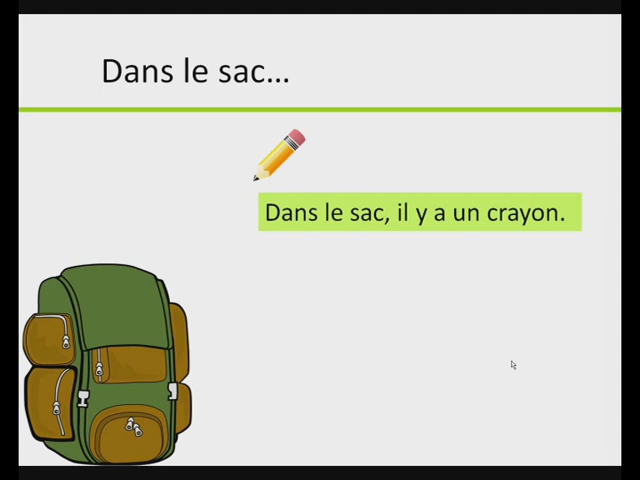 Dans le sac…
Dans le sac, il y a un crayon.